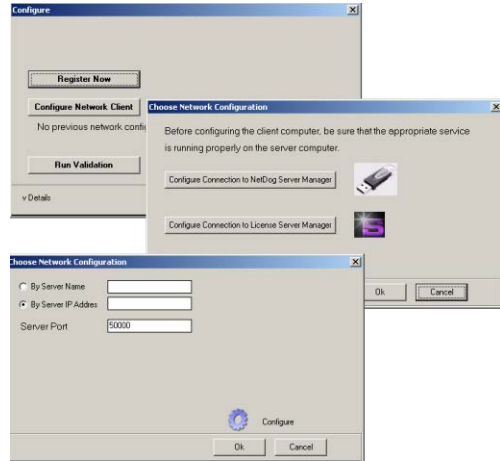 Configure
Register Now
Configure Network Client
No previous network confi
Run Validation
v Details
Choose Network Configuration
Before configuring the client computer, be sure that the appropriate service
is running properly on the server computer.
Configure Connection to NetDog Server Manager
Configure Connection to License Server Manager
Ok
Cancel
Choose Network Configuration
By Server Name
By Server IP Addres
Server Port
50000
Configure
Ok
Cancel